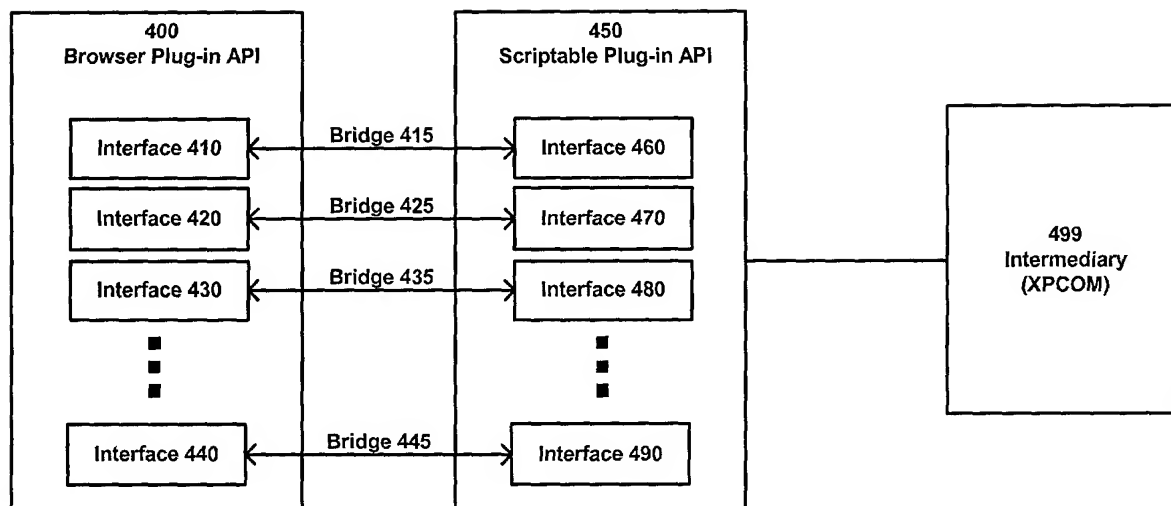 400
Browser Plug-in API
450
Scriptable Plug-in API
Interface 410
Bridge 415
Interface 460
Interface 420
Bridge 425
Interface 470
Interface 430
Bridge 435
Interface 480
499
Intermediary
(XPCOM)
Interface 440
Bridge 445
Interface 490